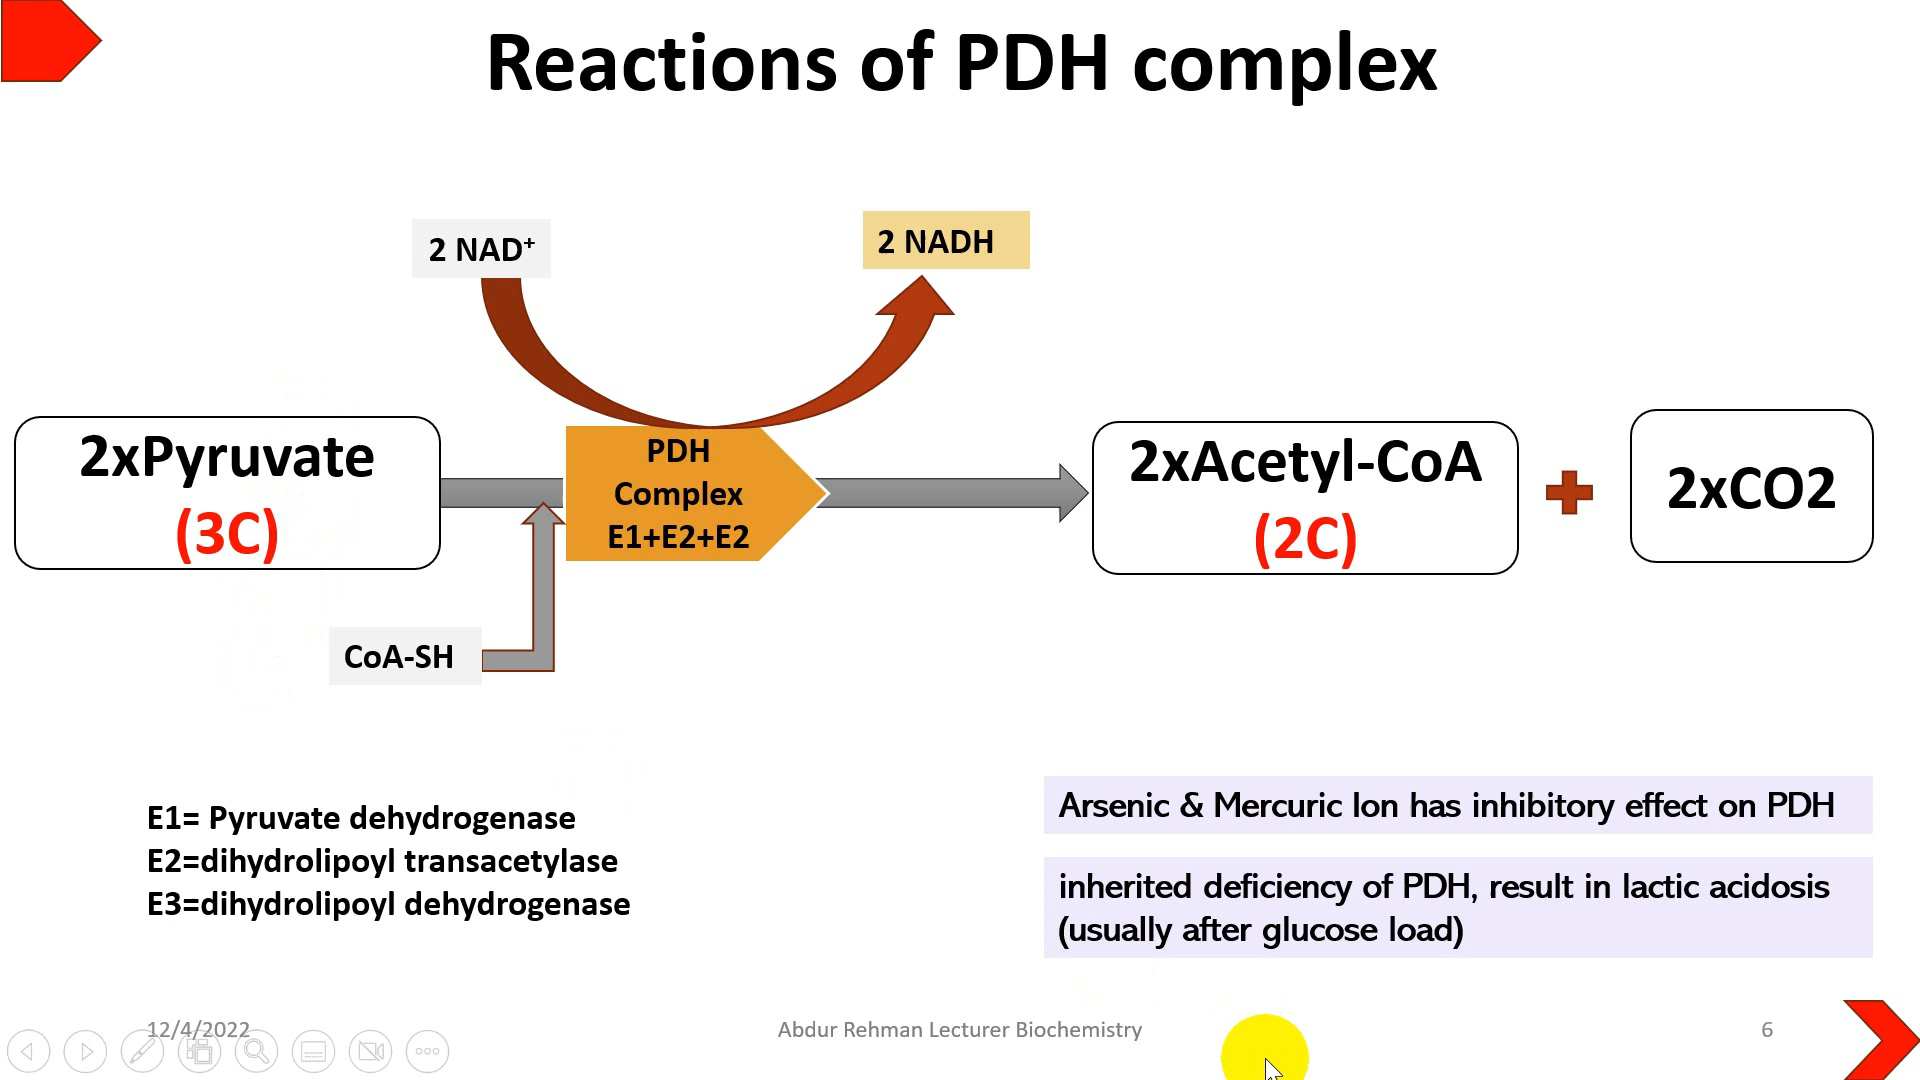 Reactions of PDH complex
2 NAD⁺
2 NADH
2xPyruvate
(3C)
PDH
Complex
E1+E2+E2
2xAcetyl-CoA
(2C)
2xCO2
CoA-SH
E1= Pyruvate dehydrogenase
E2=dihydrolipoyl transacetylase
E3=dihydrolipoyl dehydrogenase
Arsenic & Mercuric Ion has inhibitory effect on PDH
inherited deficiency of PDH, result in lactic acidosis
(usually after glucose load)
12/4/2022
Abdur Rehman Lecturer Biochemistry
6